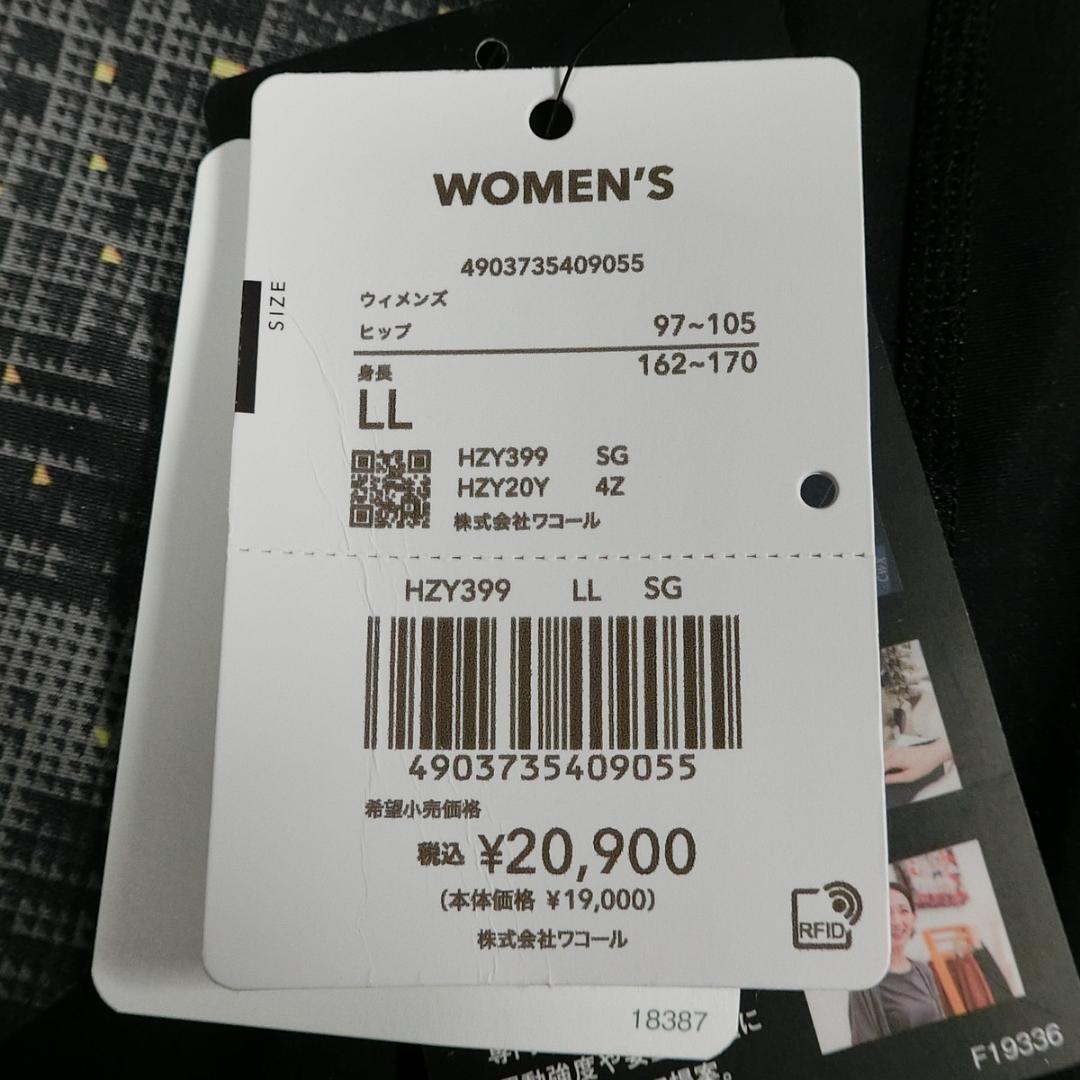 WOMEN'S
4903735409055
SIZE
ウィメンズ
ヒップ 97~105
身長 162~170
LL
HZY399 SG
HZY20Y 4Z
株式会社ワコール
HZY399 LL SG
4903735409055
希望小売価格
税込 ¥20,900
(本体価格 ¥19,000)
株式会社ワコール
RFID
CWX
18387
F19336